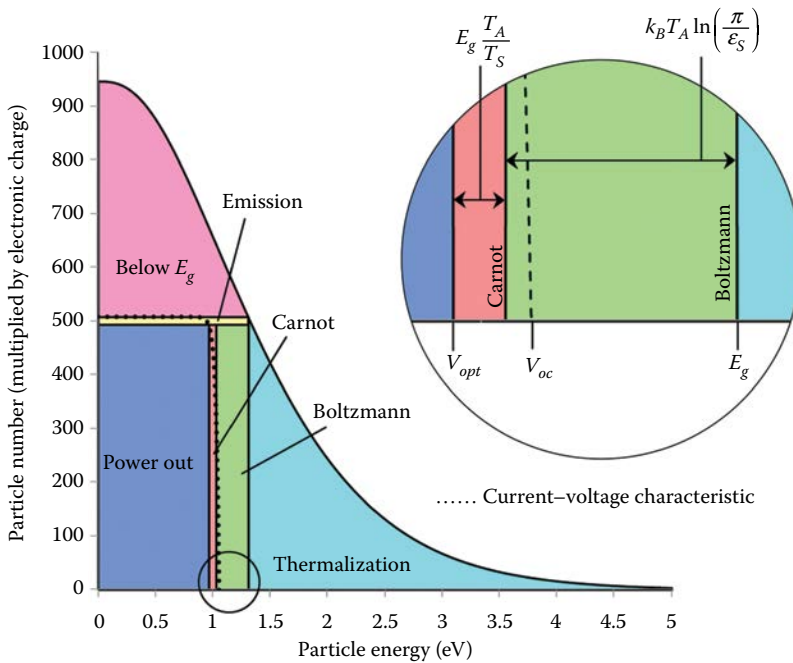 Particle number (multiplied by electronic charge)
1000
900
800
700
600
500
400
300
200
100
0
0
0.5
1
1.5
2
2.5
3
3.5
4
4.5
5
Particle energy (eV)
Emission
Below E_g
Carnot
Boltzmann
Power out
Thermalization
...... Current–voltage characteristic
E_g T_A/T_S
k_B T_A ln(π/ε_S)
Carnot
Boltzmann
V_opt
V_oc
E_g